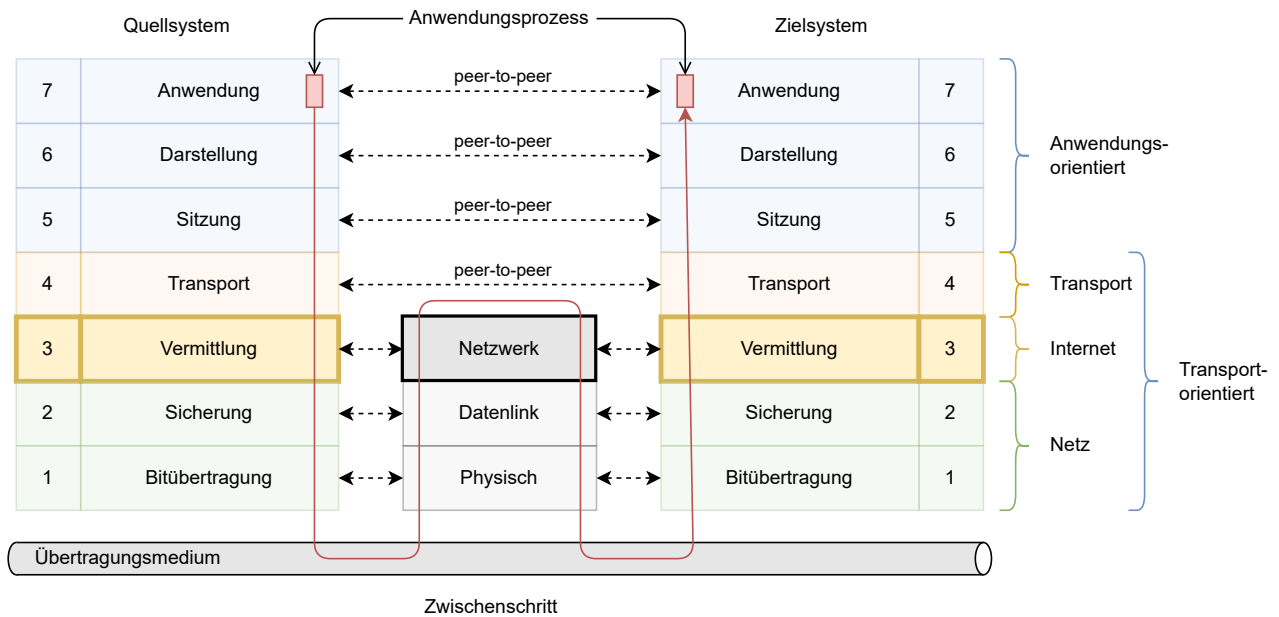 Quellsystem
Anwendungsprozess
Zielsystem
7
Anwendung
peer-to-peer
Anwendung
7
6
Darstellung
peer-to-peer
Darstellung
6
Anwendungs-
orientiert
5
Sitzung
peer-to-peer
Sitzung
5
4
Transport
peer-to-peer
Transport
4
Transport
3
Vermittlung
Netzwerk
Vermittlung
3
Internet
Transport-
orientiert
2
Sicherung
Datenlink
Sicherung
2
Netz
1
Bitübertragung
Physisch
Bitübertragung
1
Übertragungsmedium
Zwischenschritt